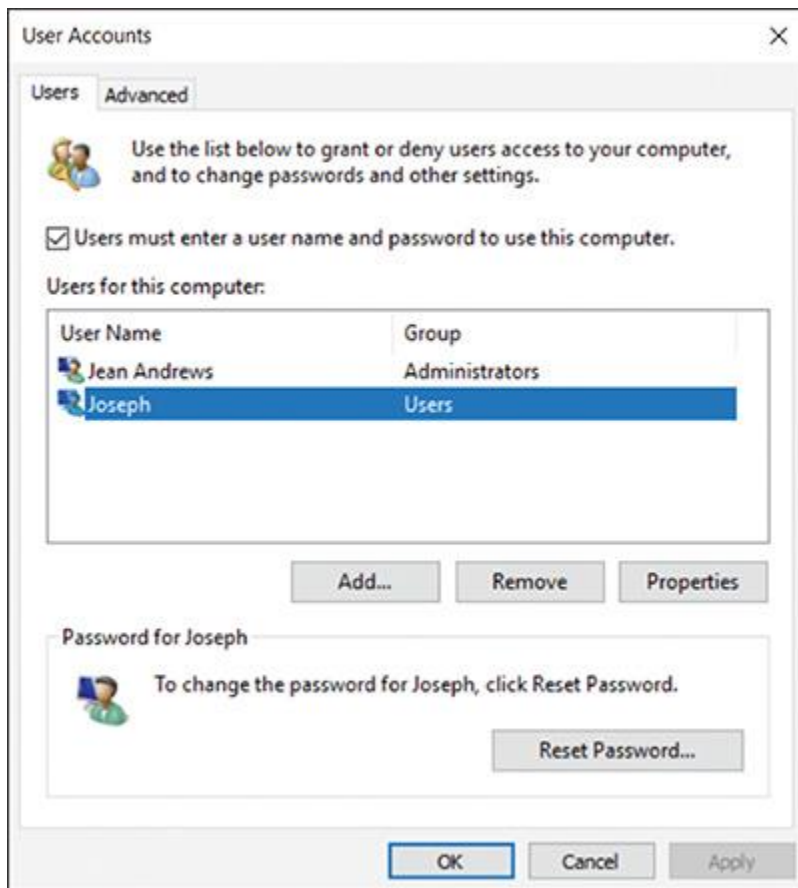 User Accounts
Users
Advanced
Use the list below to grant or deny users access to your computer,
and to change passwords and other settings.
Users must enter a user name and password to use this computer.
Users for this computer:
User Name Group
Jean Andrews Administrators
Joseph Users
Add... Remove Properties
Password for Joseph
To change the password for Joseph, click Reset Password.
Reset Password...
OK Cancel Apply